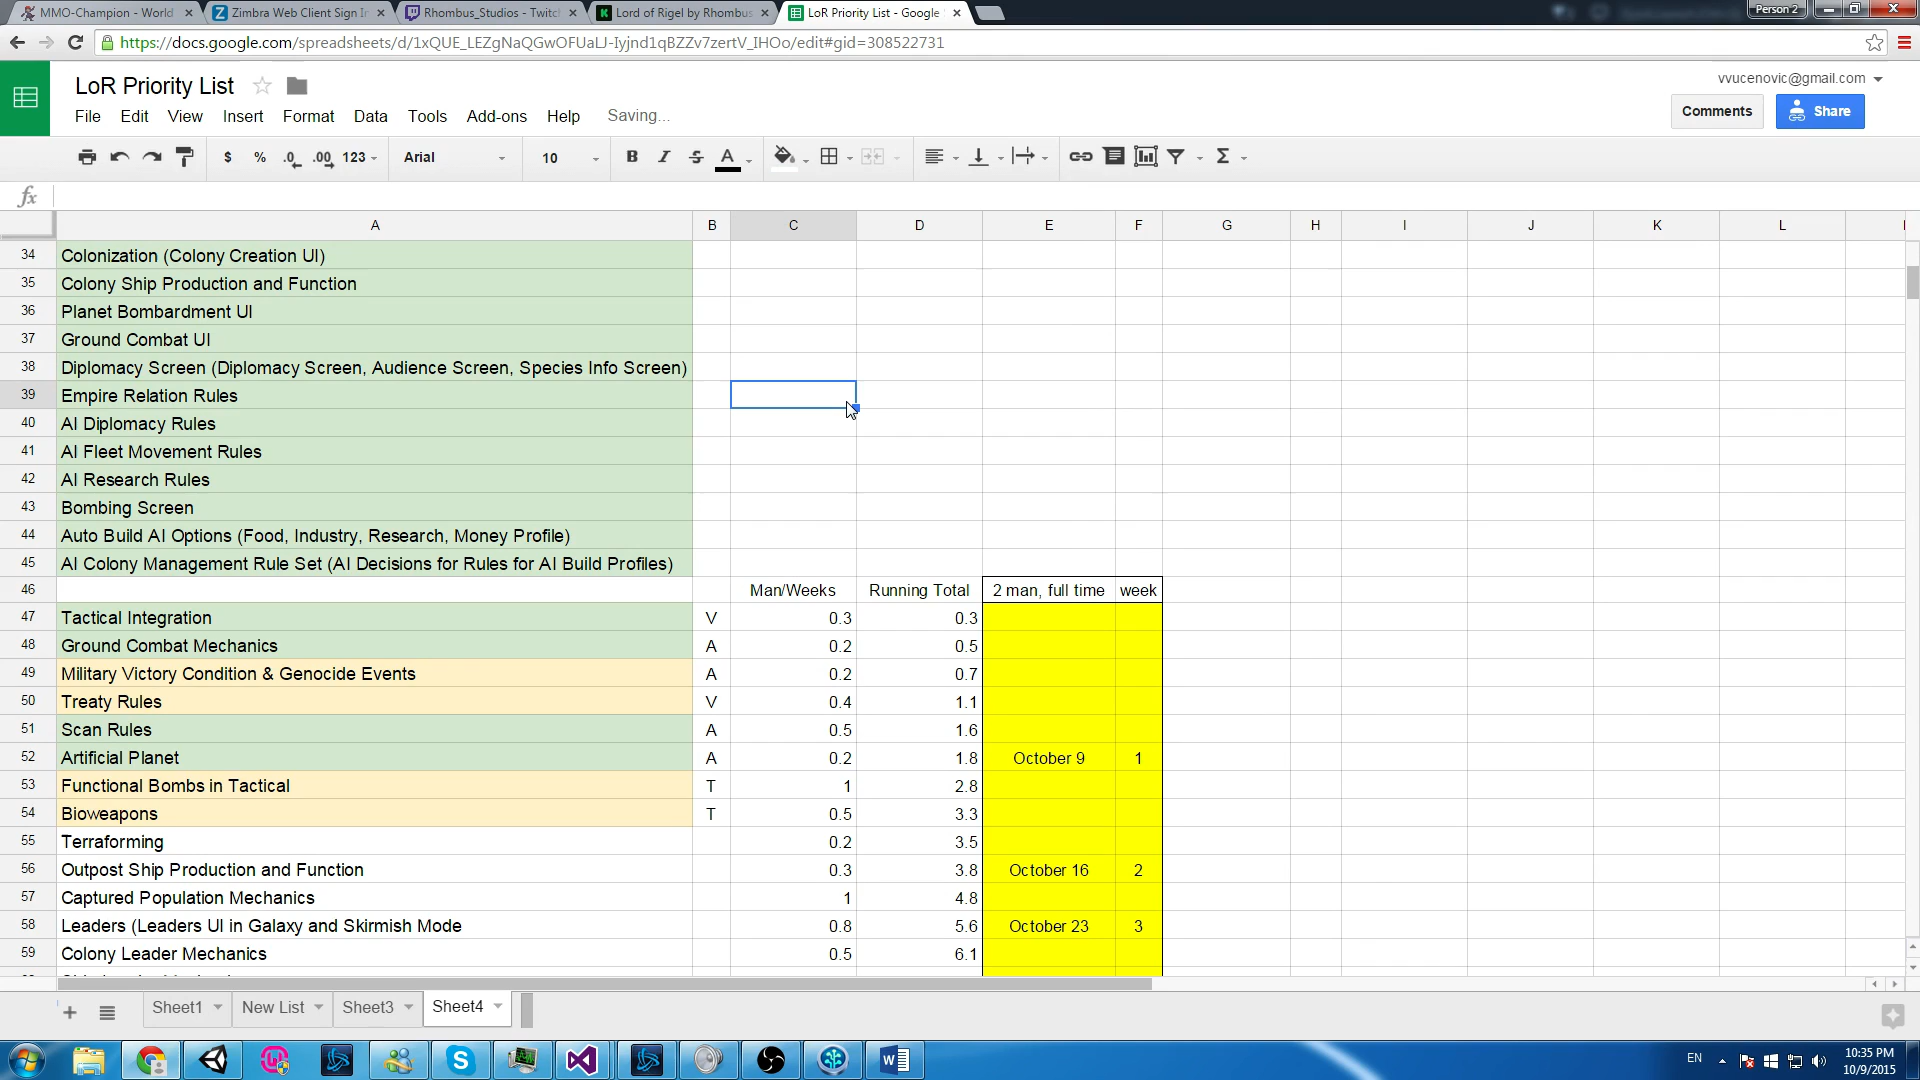 MMO-Champion - World
Zimbra Web Client Sign In
Rhombus_Studios - Twitch
Lord of Rigel by Rhombus
LoR Priority List - Google
Person 2
https://docs.google.com/spreadsheets/d/1xQUE_LEZgNaQGwOFUaLJ-Iyjnd1qBZZv7zertV_IHOo/edit#gid=308522731
LoR Priority List
vvucenovic@gmail.com
File Edit View Insert Format Data Tools Add-ons Help Saving...
Comments
Share
$ % .0 .00 123 Arial 10 B I S A Σ
fx
A B C D E F G H I J K L
34 Colonization (Colony Creation UI)
35 Colony Ship Production and Function
36 Planet Bombardment UI
37 Ground Combat UI
38 Diplomacy Screen (Diplomacy Screen, Audience Screen, Species Info Screen)
39 Empire Relation Rules
40 AI Diplomacy Rules
41 AI Fleet Movement Rules
42 AI Research Rules
43 Bombing Screen
44 Auto Build AI Options (Food, Industry, Research, Money Profile)
45 AI Colony Management Rule Set (AI Decisions for Rules for AI Build Profiles)
46 Man/Weeks Running Total 2 man, full time week
47 Tactical Integration V 0.3 0.3
48 Ground Combat Mechanics A 0.2 0.5
49 Military Victory Condition & Genocide Events A 0.2 0.7
50 Treaty Rules V 0.4 1.1
51 Scan Rules A 0.5 1.6
52 Artificial Planet A 0.2 1.8 October 9 1
53 Functional Bombs in Tactical T 1 2.8
54 Bioweapons T 0.5 3.3
55 Terraforming 0.2 3.5
56 Outpost Ship Production and Function 0.3 3.8 October 16 2
57 Captured Population Mechanics 1 4.8
58 Leaders (Leaders UI in Galaxy and Skirmish Mode 0.8 5.6 October 23 3
59 Colony Leader Mechanics 0.5 6.1
Sheet1 New List Sheet3 Sheet4
EN
10:35 PM
10/9/2015